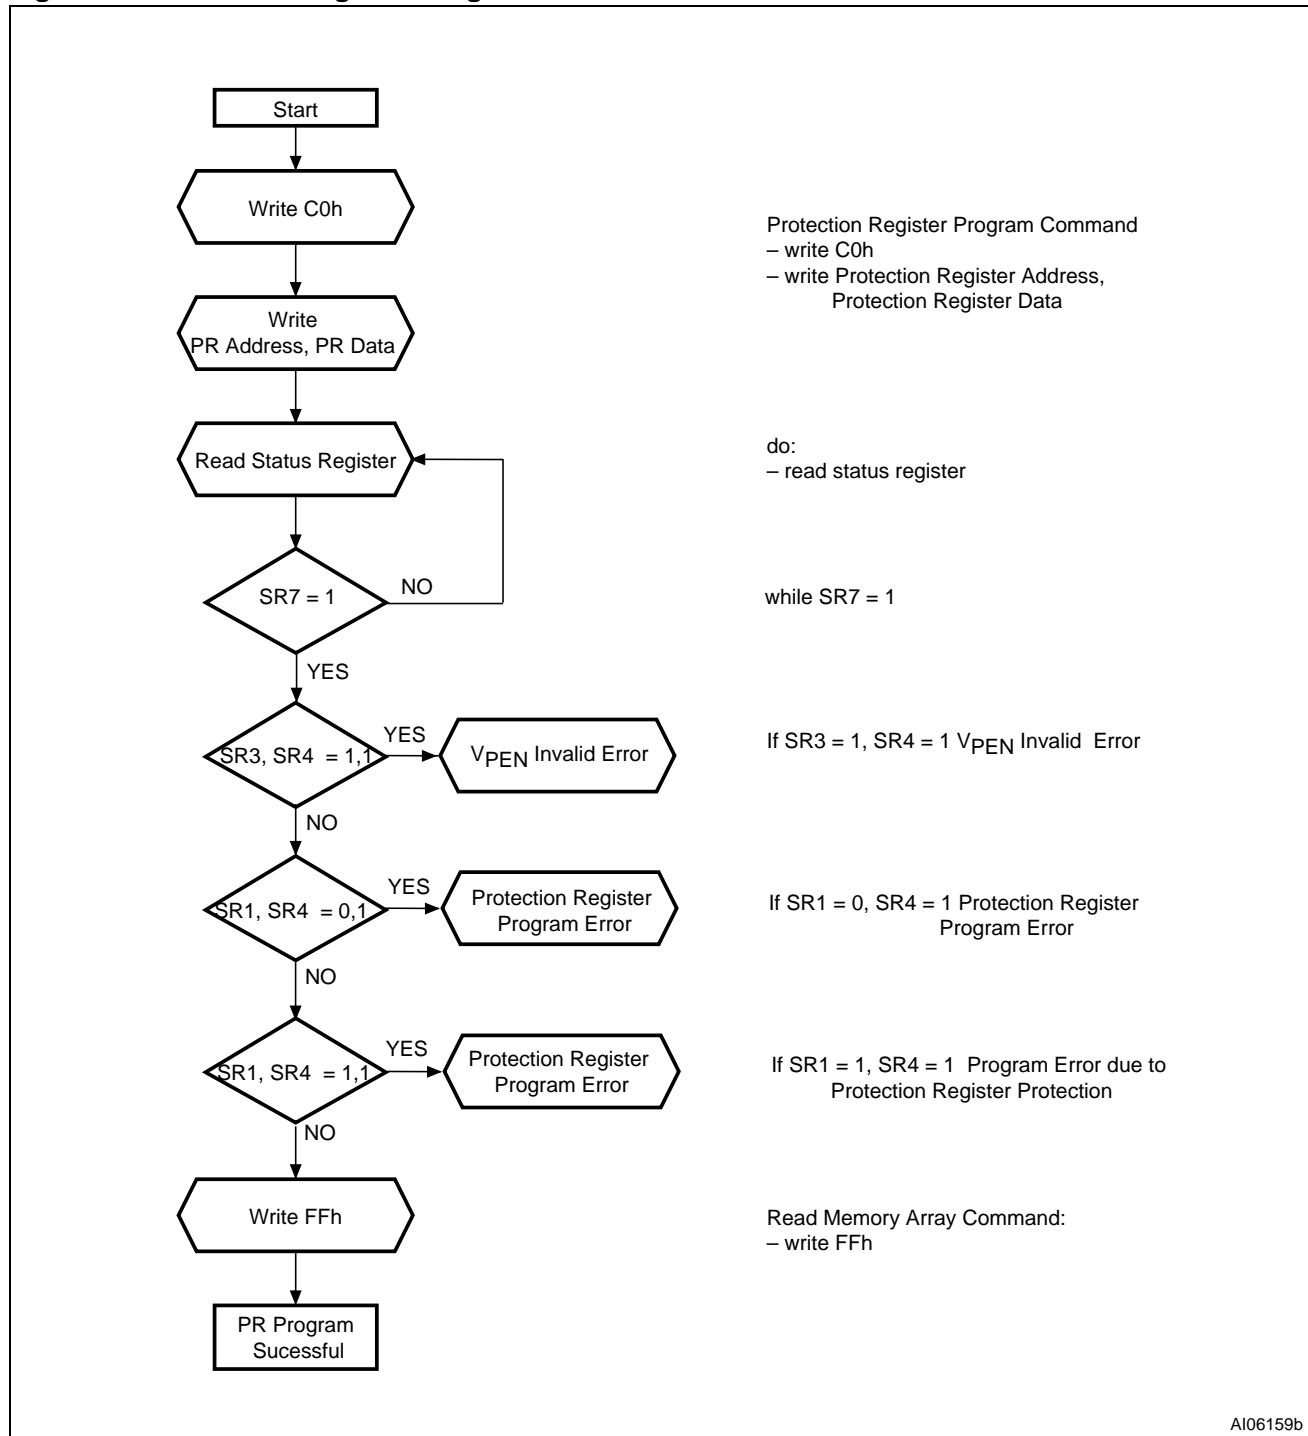 Start
Write C0h
Protection Register Program Command
– write C0h
– write Protection Register Address,
Protection Register Data
Write
PR Address, PR Data
Read Status Register
do:
– read status register
SR7 = 1
NO
while SR7 = 1
YES
SR3, SR4 = 1,1
YES
VPEN Invalid Error
If SR3 = 1, SR4 = 1 VPEN Invalid Error
NO
SR1, SR4 = 0,1
YES
Protection Register
Program Error
If SR1 = 0, SR4 = 1 Protection Register
Program Error
NO
SR1, SR4 = 1,1
YES
Protection Register
Program Error
If SR1 = 1, SR4 = 1 Program Error due to
Protection Register Protection
NO
Write FFh
Read Memory Array Command:
– write FFh
PR Program
Sucessful
AI06159b